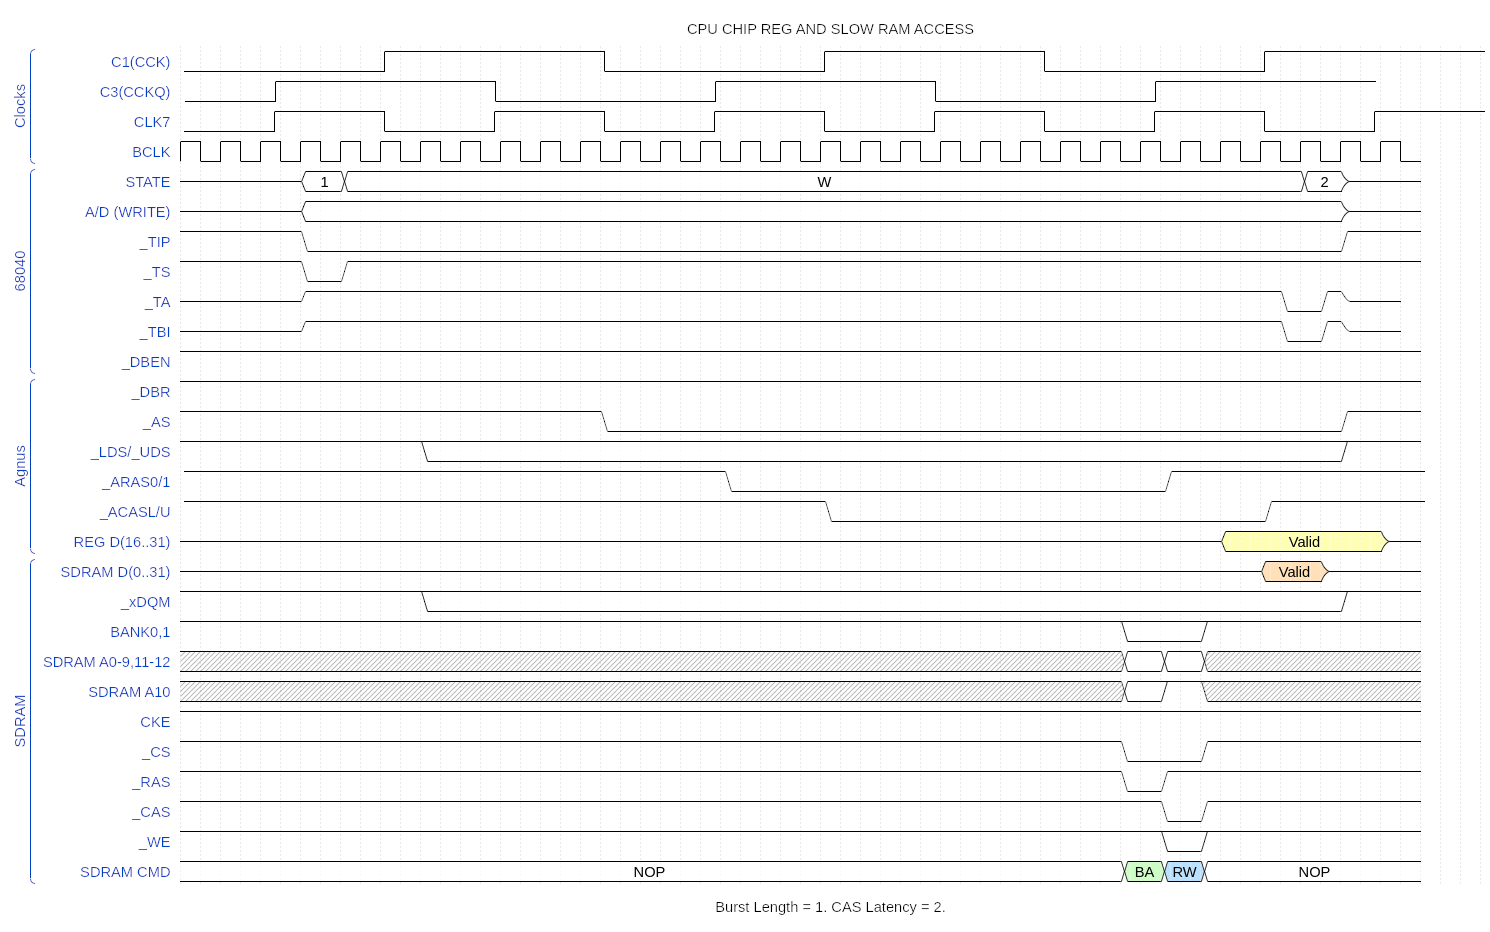 CPU CHIP REG AND SLOW RAM ACCESS
Clocks
C1(CCK)
C3(CCKQ)
CLK7
BCLK
68040
STATE 1 W 2
A/D (WRITE)
_TIP
_TS
_TA
_TBI
_DBEN
Agnus
_DBR
_AS
_LDS/_UDS
_ARAS0/1
_ACASL/U
REG D(16..31) Valid
SDRAM
SDRAM D(0..31) Valid
_xDQM
BANK0,1
SDRAM A0-9,11-12
SDRAM A10
CKE
_CS
_RAS
_CAS
_WE
SDRAM CMD NOP BA RW NOP
Burst Length = 1. CAS Latency = 2.